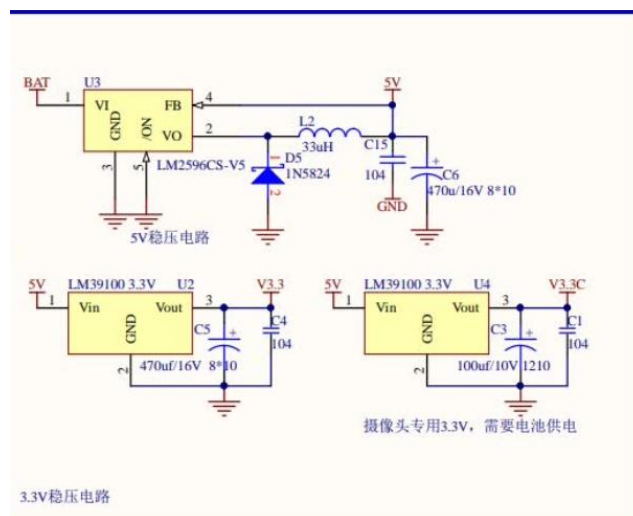 BAT
U3
5V
1
VI
FB
4
GND
/ON
VO
2
L2
33uH
C15
3
5
LM2596CS-V5
1
D5
1N5824
2
104
C6
470u/16V 8*10
GND
5V稳压电路
5V
LM39100 3.3V
U2
V3.3
1
Vin
Vout
3
GND
C5
C4
104
2
470uf/16V 8*10
5V
LM39100 3.3V
U4
V3.3C
1
Vin
Vout
3
GND
C3
C1
104
2
100uf/10V 1210
摄像头专用3.3V，需要电池供电
3.3V稳压电路